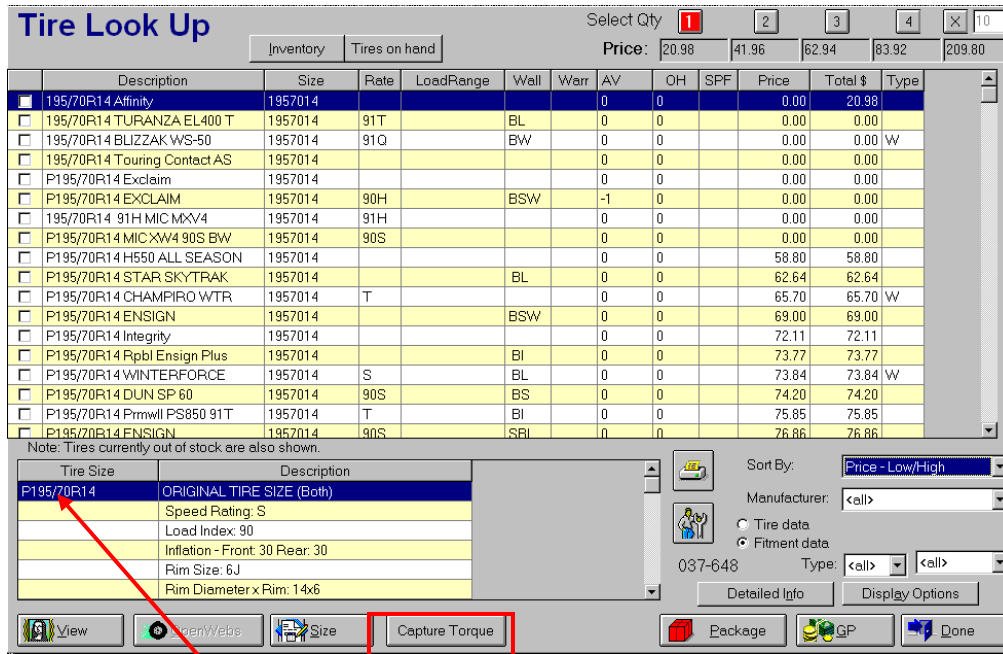 Tire Look Up
Select Qty 1 2 3 4 X 10
Inventory Tires on hand
Price: 20.98 41.96 62.94 83.92 209.80
Description Size Rate LoadRange Wall Warr AV OH SPF Price Total $ Type
195/70R14 Affinity 1957014 0 0 0.00 20.98
195/70R14 TURANZA EL400 T 1957014 91T BL 0 0 0.00 0.00
195/70R14 BLIZZAK WS-50 1957014 91Q BW 0 0 0.00 0.00 W
195/70R14 Touring Contact AS 1957014 0 0 0.00 0.00
P195/70R14 Exclaim 1957014 0 0 0.00 0.00
P195/70R14 EXCLAIM 1957014 90H BSW -1 0 0.00 0.00
195/70R14 91H MIC MXV4 1957014 91H 0 0 0.00 0.00
P195/70R14 MIC XW4 90S BW 1957014 90S 0 0 0.00 0.00
P195/70R14 H550 ALL SEASON 1957014 0 0 58.80 58.80
P195/70R14 STAR SKYTRAK 1957014 BL 0 0 62.64 62.64
P195/70R14 CHAMPIRO WTR 1957014 T 0 0 65.70 65.70 W
P195/70R14 ENSIGN 1957014 BSW 0 0 69.00 69.00
P195/70R14 Integrity 1957014 0 0 72.11 72.11
P195/70R14 Rpbl Ensign Plus 1957014 Bl 0 0 73.77 73.77
P195/70R14 WINTERFORCE 1957014 S BL 0 0 73.84 73.84 W
P195/70R14 DUN SP 60 1957014 90S BS 0 0 74.20 74.20
P195/70R14 Prmwll PS850 91T 1957014 T Bl 0 0 75.85 75.85
P195/70R14 ENSIGN 1957014 90S SBL 0 0 76.86 76.86
Note: Tires currently out of stock are also shown.
Tire Size Description
P195/70R14 ORIGINAL TIRE SIZE (Both)
Speed Rating: S
Load Index: 90
Inflation - Front: 30 Rear: 30
Rim Size: 6J
Rim Diameter x Rim: 14x6
Sort By: Price - Low/High
Manufacturer: <all>
Tire data
Fitment data
037-648 Type: <all> <all>
Detailed Info Display Options
View OpenWebs Size Capture Torque Package GP Done